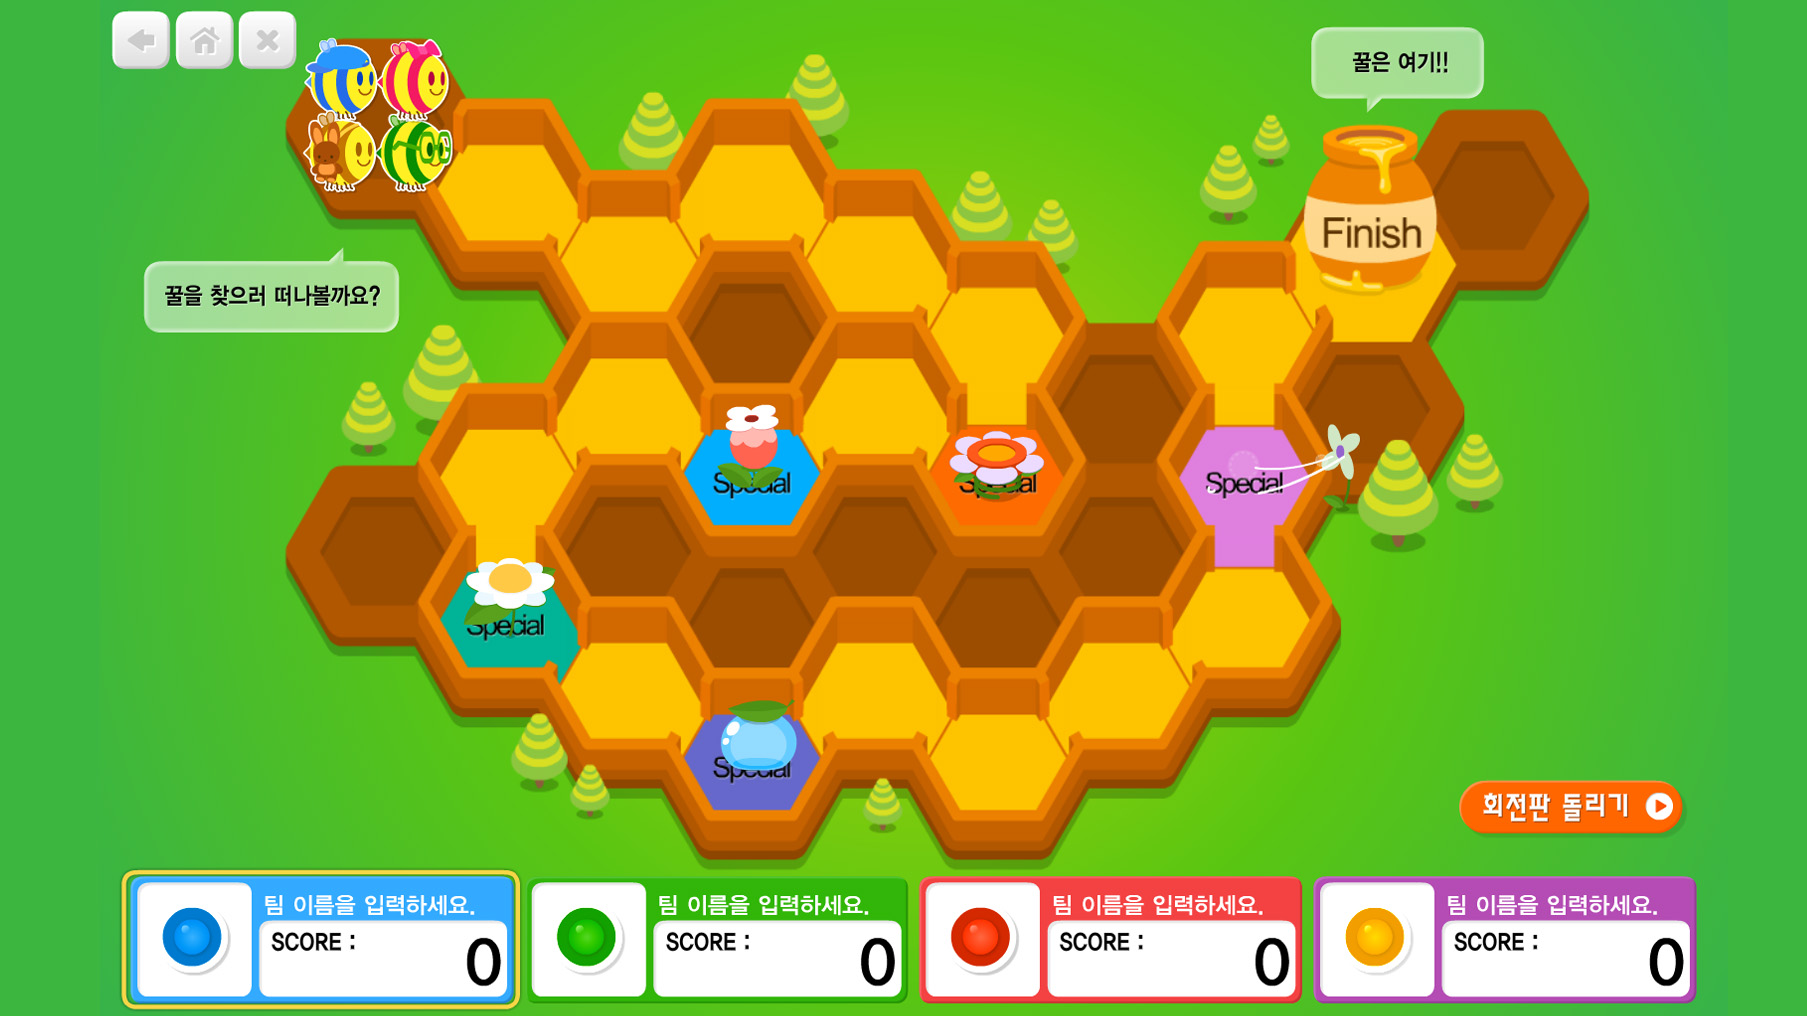 꿀은 여기!!
Finish
꿀을 찾으러 떠나볼까요?
Special
Special
Special
Special
Special
회전판 돌리기
팀 이름을 입력하세요.
SCORE :
0
팀 이름을 입력하세요.
SCORE :
0
팀 이름을 입력하세요.
SCORE :
0
팀 이름을 입력하세요.
SCORE :
0